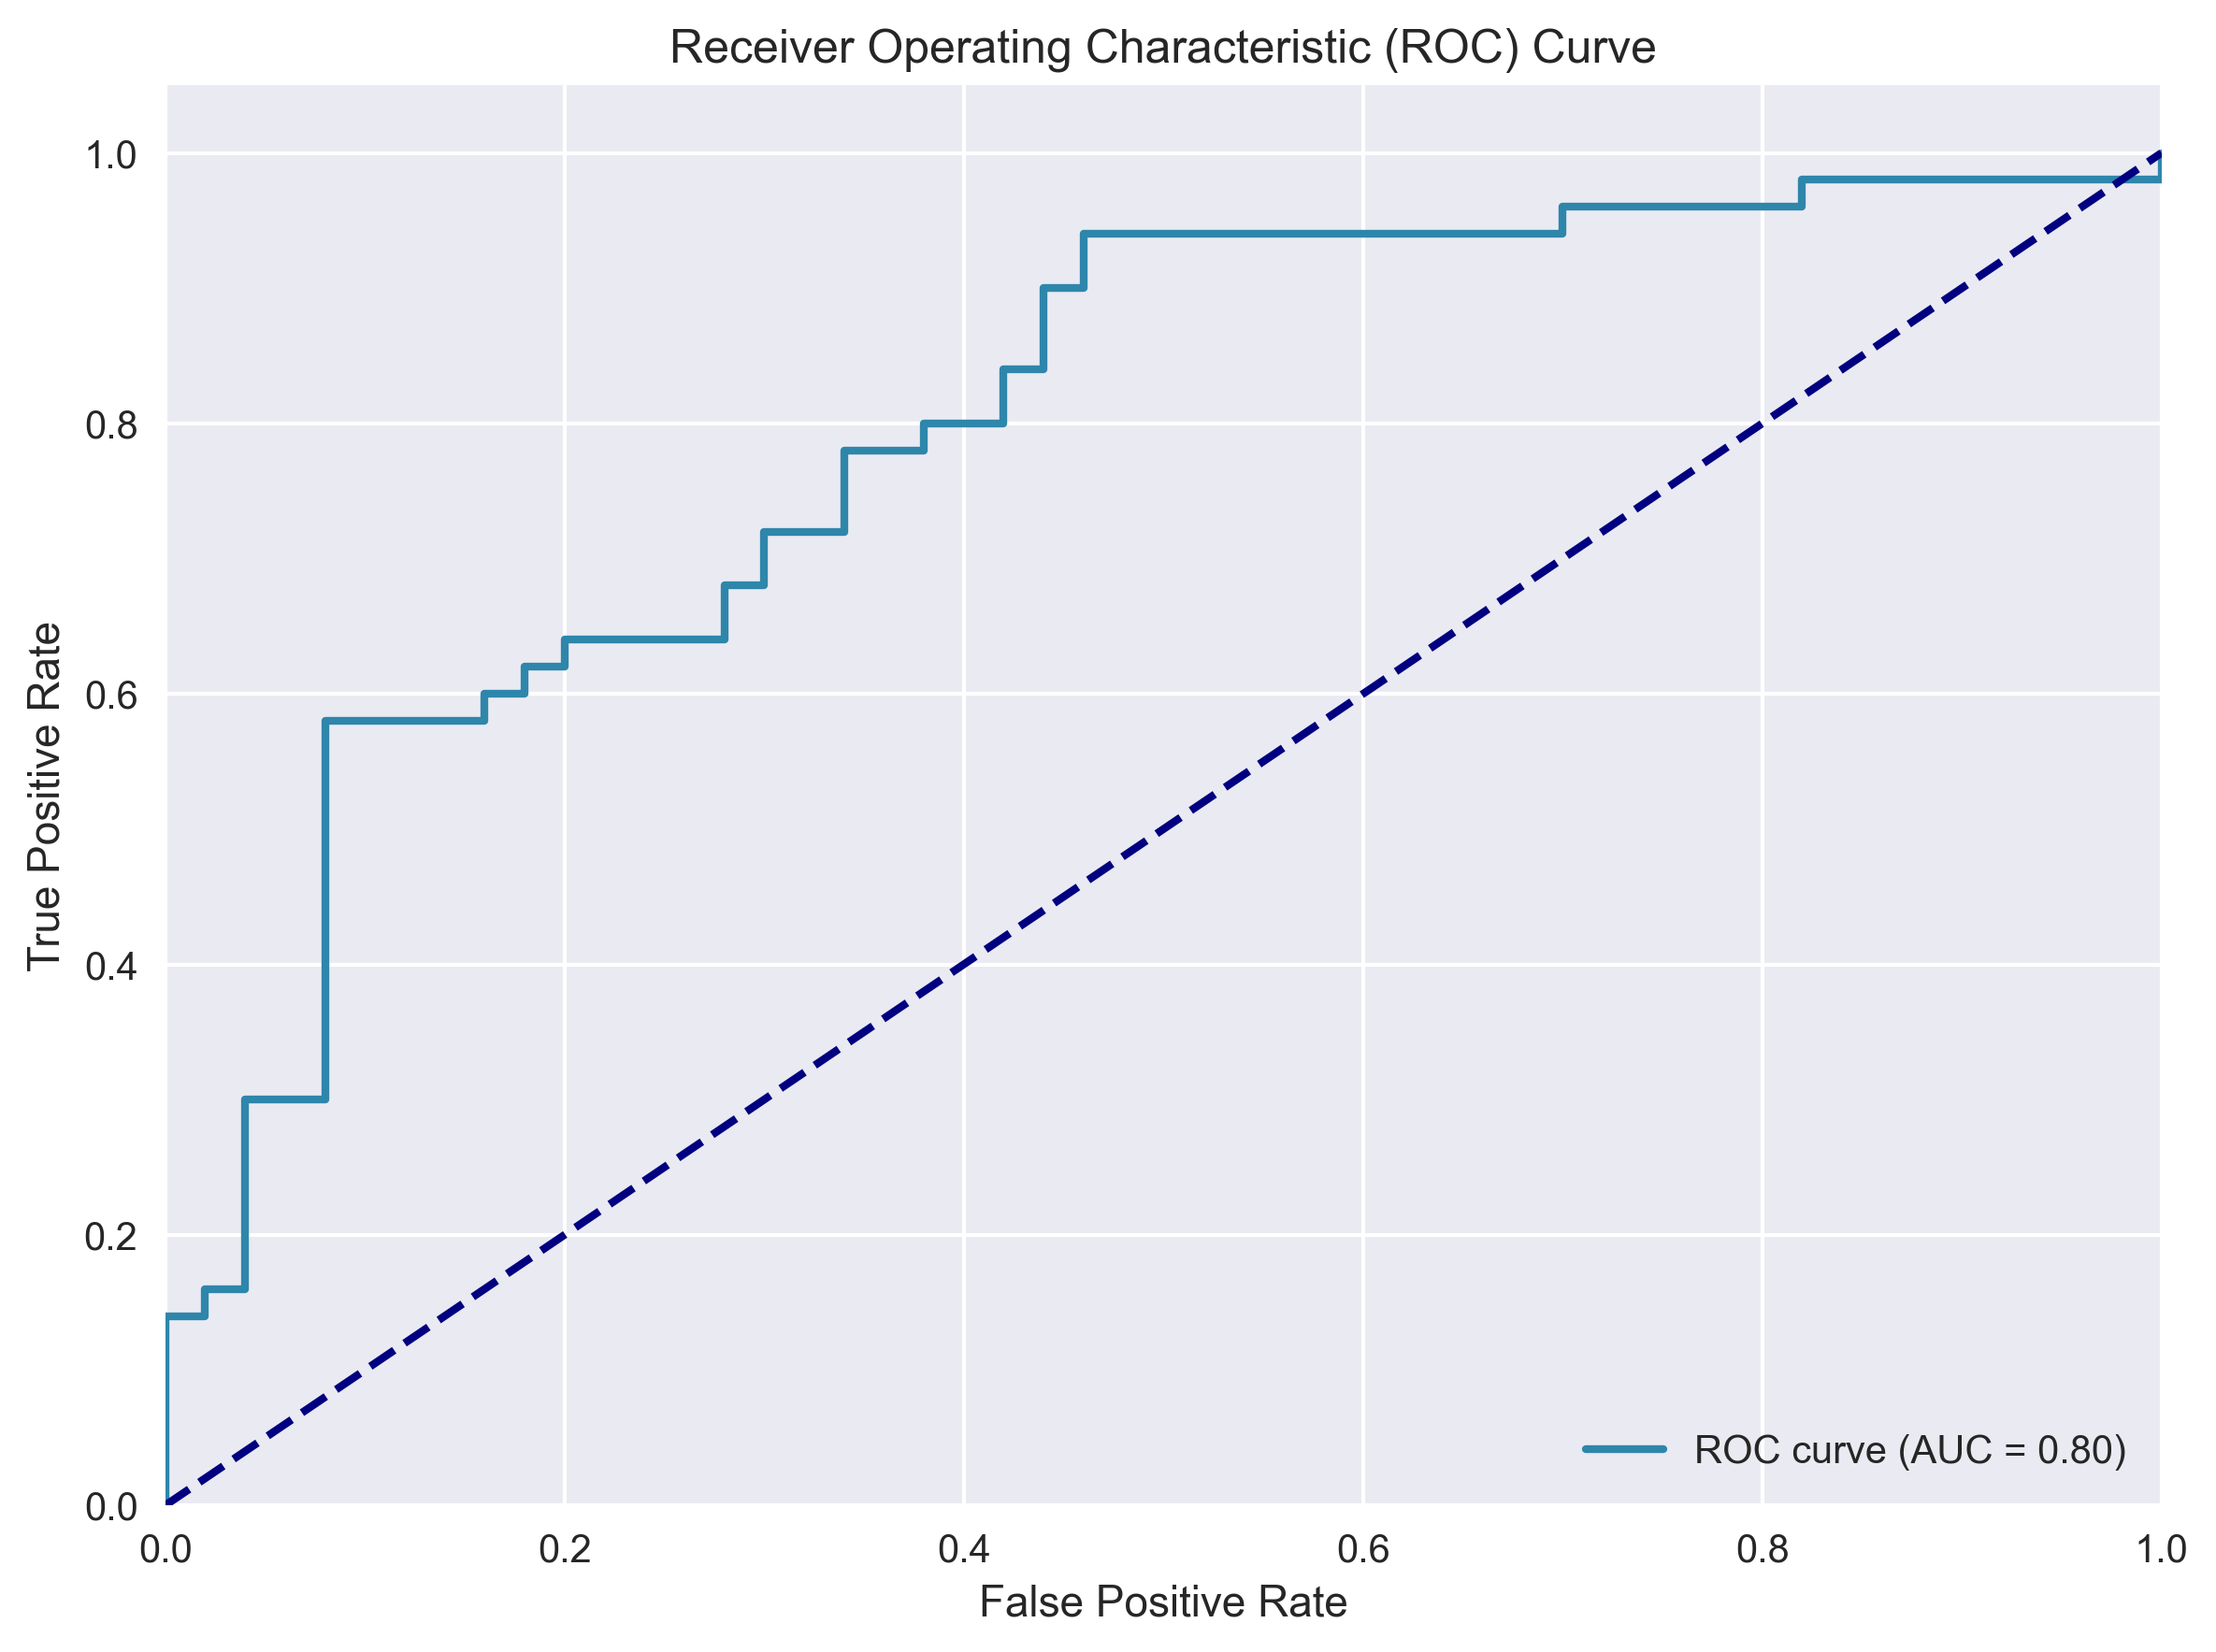 Receiver Operating Characteristic (ROC) Curve
1.0
0.8
0.6
0.4
0.2
0.0
True Positive Rate
ROC curve (AUC = 0.80)
0.0 0.2 0.4 0.6 0.8 1.0
False Positive Rate